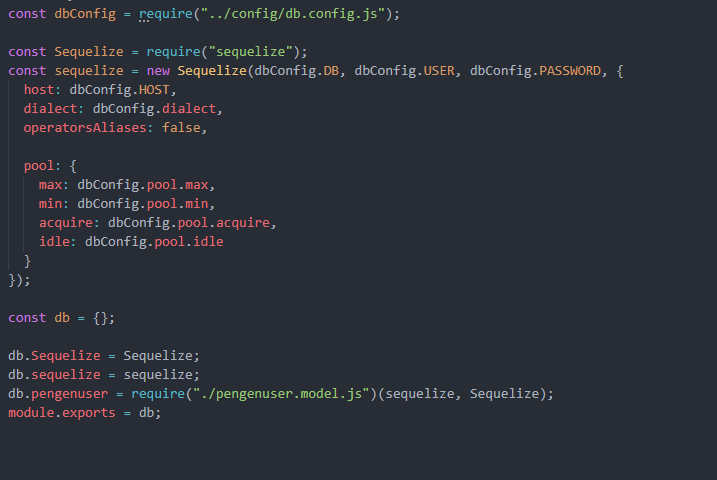 const dbConfig = require("../config/db.config.js");
const Sequelize = require("sequelize");
const sequelize = new Sequelize(dbConfig.DB, dbConfig.USER, dbConfig.PASSWORD, {
host: dbConfig.HOST,
dialect: dbConfig.dialect,
operatorsAliases: false,
pool: {
max: dbConfig.pool.max,
min: dbConfig.pool.min,
acquire: dbConfig.pool.acquire,
idle: dbConfig.pool.idle
}
});
const db = {};
db.Sequelize = Sequelize;
db.sequelize = sequelize;
db.pengenuser = require("./pengenuser.model.js")(sequelize, Sequelize);
module.exports = db;